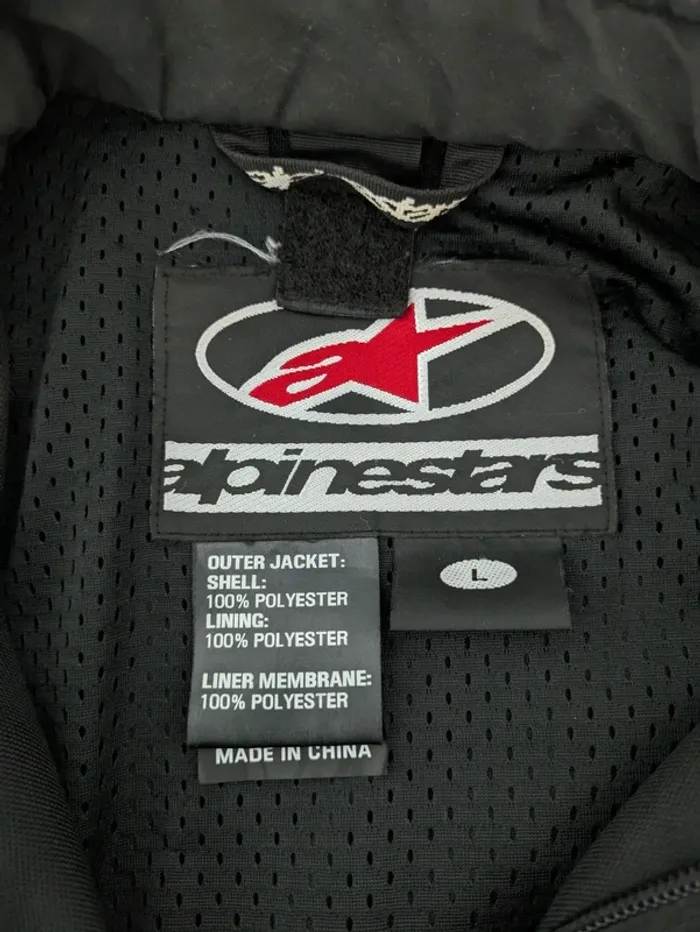 alpinestars
OUTER JACKET:
SHELL:
100% POLYESTER
LINING:
100% POLYESTER
LINER MEMBRANE:
100% POLYESTER
MADE IN CHINA
L